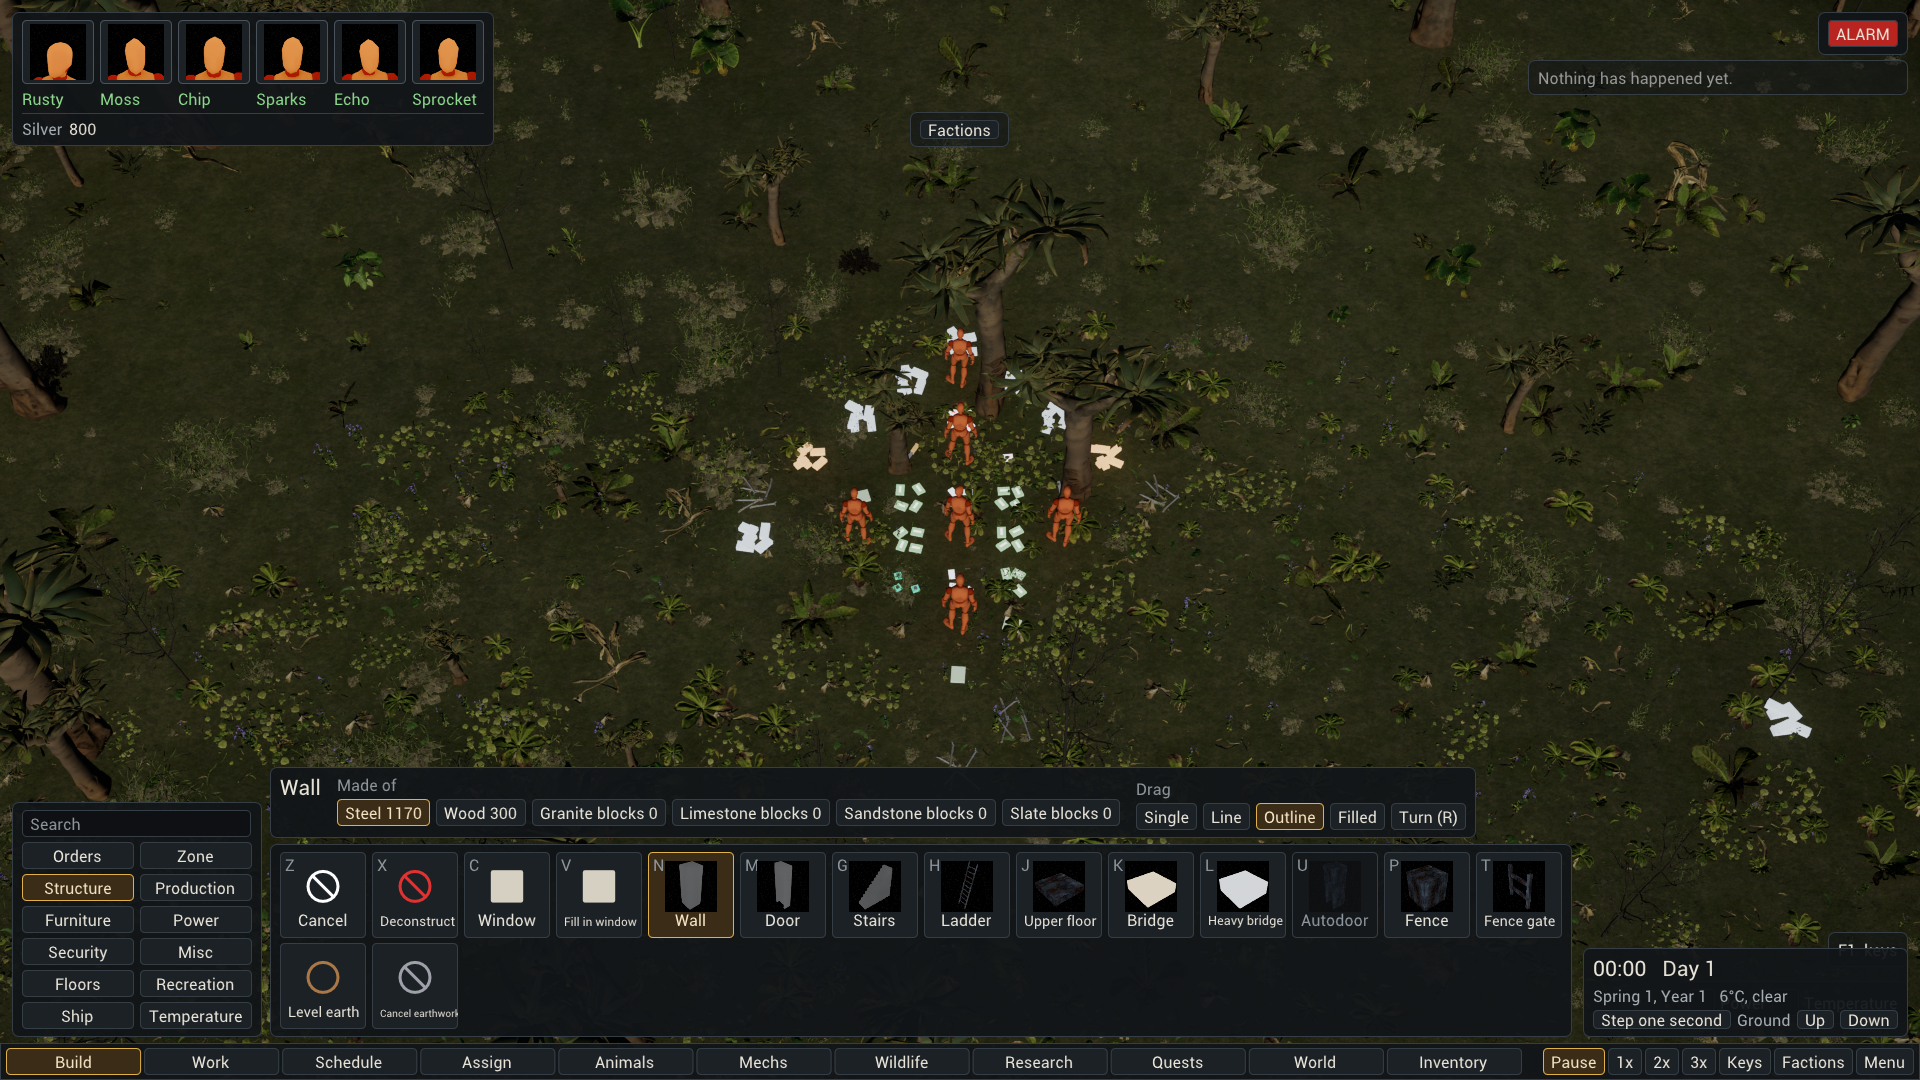 Rusty Moss Chip Sparks Echo Sprocket
Silver 800
ALARM
Nothing has happened yet.
Factions
Wall
Made of
Steel 1170 Wood 300 Granite blocks 0 Limestone blocks 0 Sandstone blocks 0 Slate blocks 0
Drag
Single Line Outline Filled Turn (R)
Search
Orders Zone
Structure Production
Furniture Power
Security Misc
Floors Recreation
Ship Temperature
Z X C V N M G H J K L U P T
Cancel Deconstruct Window Fill in window Wall Door Stairs Ladder Upper floor Bridge Heavy bridge Autodoor Fence Fence gate
Level earth Cancel earthwork
F1 keys
00:00 Day 1
Spring 1, Year 1 6°C, clear
Temperature
Step one second Ground Up Down
Build Work Schedule Assign Animals Mechs Wildlife Research Quests World Inventory
Pause 1x 2x 3x Keys Factions Menu